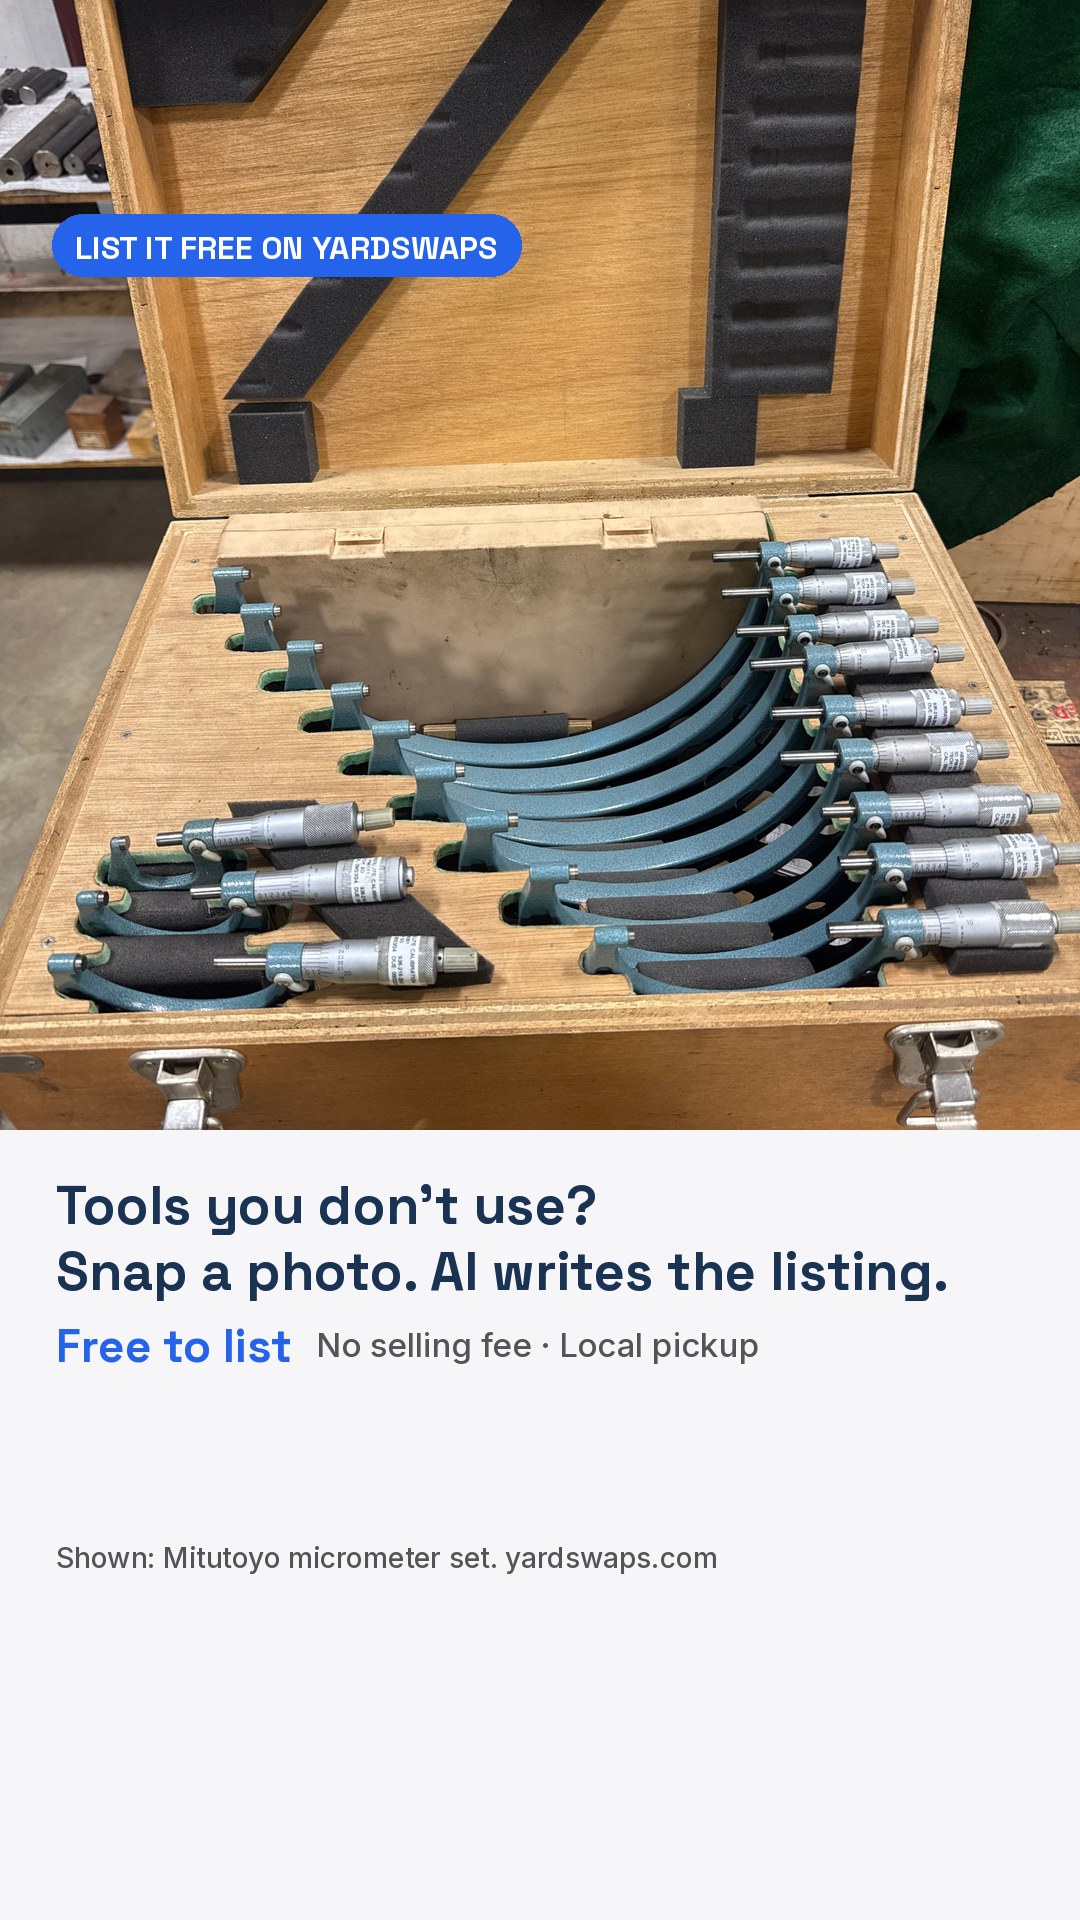 LIST IT FREE ON YARDSWAPS
Tools you don’t use?
Snap a photo. AI writes the listing.
Free to list No selling fee · Local pickup
Shown: Mitutoyo micrometer set. yardswaps.com